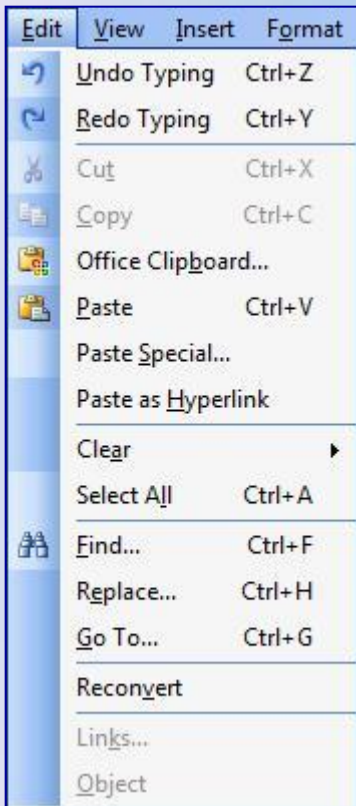 Edit View Insert Format
Undo Typing Ctrl+Z
Redo Typing Ctrl+Y
Cut Ctrl+X
Copy Ctrl+C
Office Clipboard...
Paste Ctrl+V
Paste Special...
Paste as Hyperlink
Clear
Select All Ctrl+A
Find... Ctrl+F
Replace... Ctrl+H
Go To... Ctrl+G
Reconvert
Links...
Object